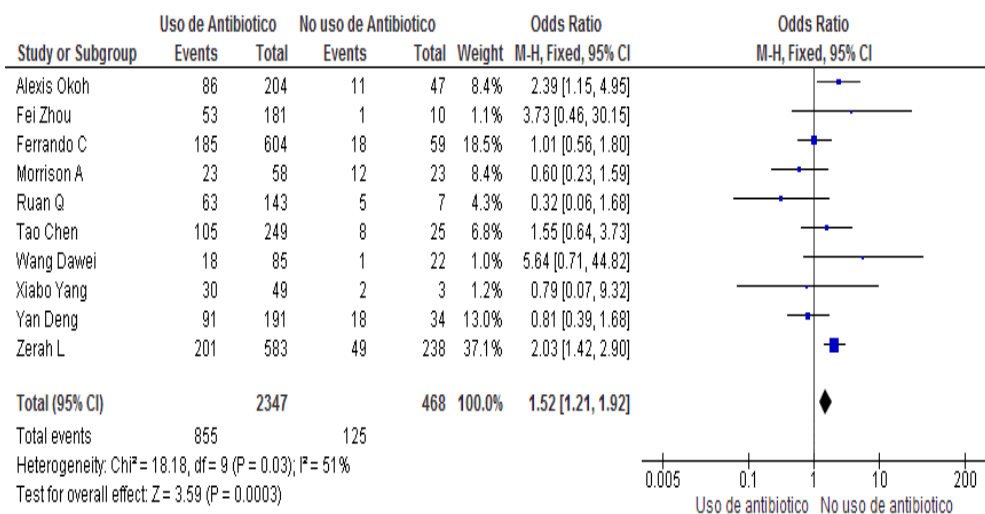 Uso de Antibiotico No uso de Antibiotico Odds Ratio Odds Ratio
Study or Subgroup Events Total Events Total Weight M-H, Fixed, 95% CI M-H, Fixed, 95% CI
Alexis Okoh 86 204 11 47 8.4% 2.39 [1.15, 4.95]
Fei Zhou 53 181 1 10 1.1% 3.73 [0.46, 30.15]
Ferrando C 185 604 18 59 18.5% 1.01 [0.56, 1.80]
Morrison A 23 58 12 23 8.4% 0.60 [0.23, 1.59]
Ruan Q 63 143 5 7 4.3% 0.32 [0.06, 1.68]
Tao Chen 105 249 8 25 6.8% 1.55 [0.64, 3.73]
Wang Dawei 18 85 1 22 1.0% 5.64 [0.71, 44.82]
Xiabo Yang 30 49 2 3 1.2% 0.79 [0.07, 9.32]
Yan Deng 91 191 18 34 13.0% 0.81 [0.39, 1.68]
Zerah L 201 583 49 238 37.1% 2.03 [1.42, 2.90]
Total (95% CI) 2347 468 100.0% 1.52 [1.21, 1.92]
Total events 855 125
Heterogeneity: Chi² = 18.18, df = 9 (P = 0.03); I² = 51%
Test for overall effect: Z = 3.59 (P = 0.0003)
0.005 0.1 1 10 200
Uso de antibiotico No uso de antibiotico